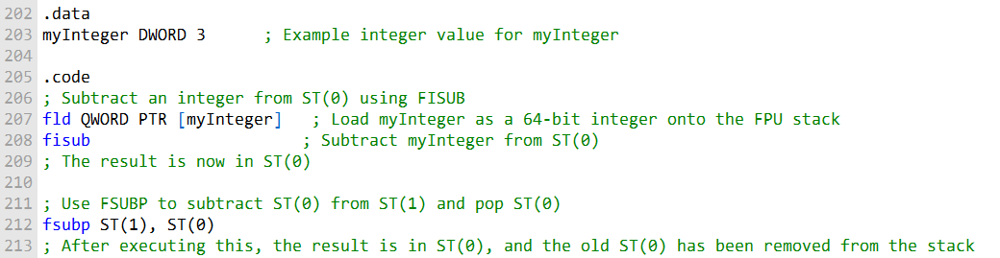 202 .data
203 myInteger DWORD 3      ; Example integer value for myInteger
204
205 .code
206 ; Subtract an integer from ST(0) using FISUB
207 fld QWORD PTR [myInteger]   ; Load myInteger as a 64-bit integer onto the FPU stack
208 fisub                      ; Subtract myInteger from ST(0)
209 ; The result is now in ST(0)
210
211 ; Use FSUBP to subtract ST(0) from ST(1) and pop ST(0)
212 fsubp ST(1), ST(0)
213 ; After executing this, the result is in ST(0), and the old ST(0) has been removed from the stack